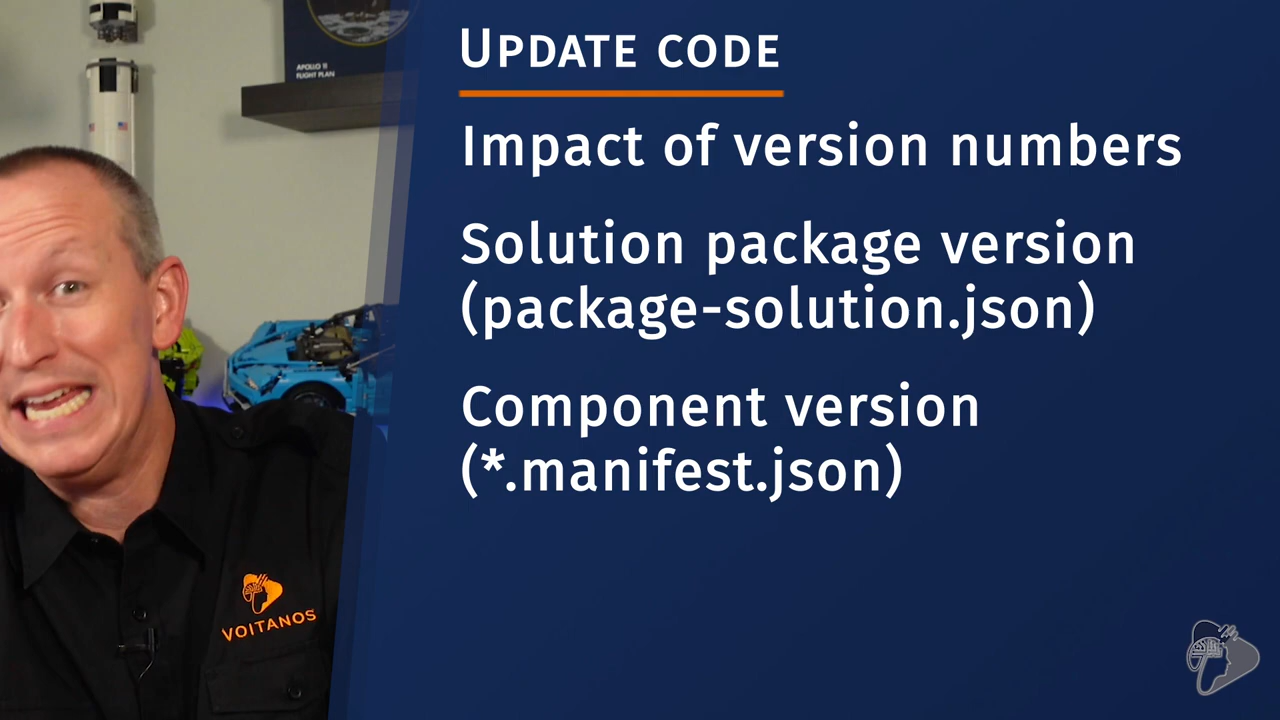 APOLLO 11
FLIGHT PLAN
UPDATE CODE
Impact of version numbers
Solution package version
(package-solution.json)
Component version
(*.manifest.json)
VOITANOS